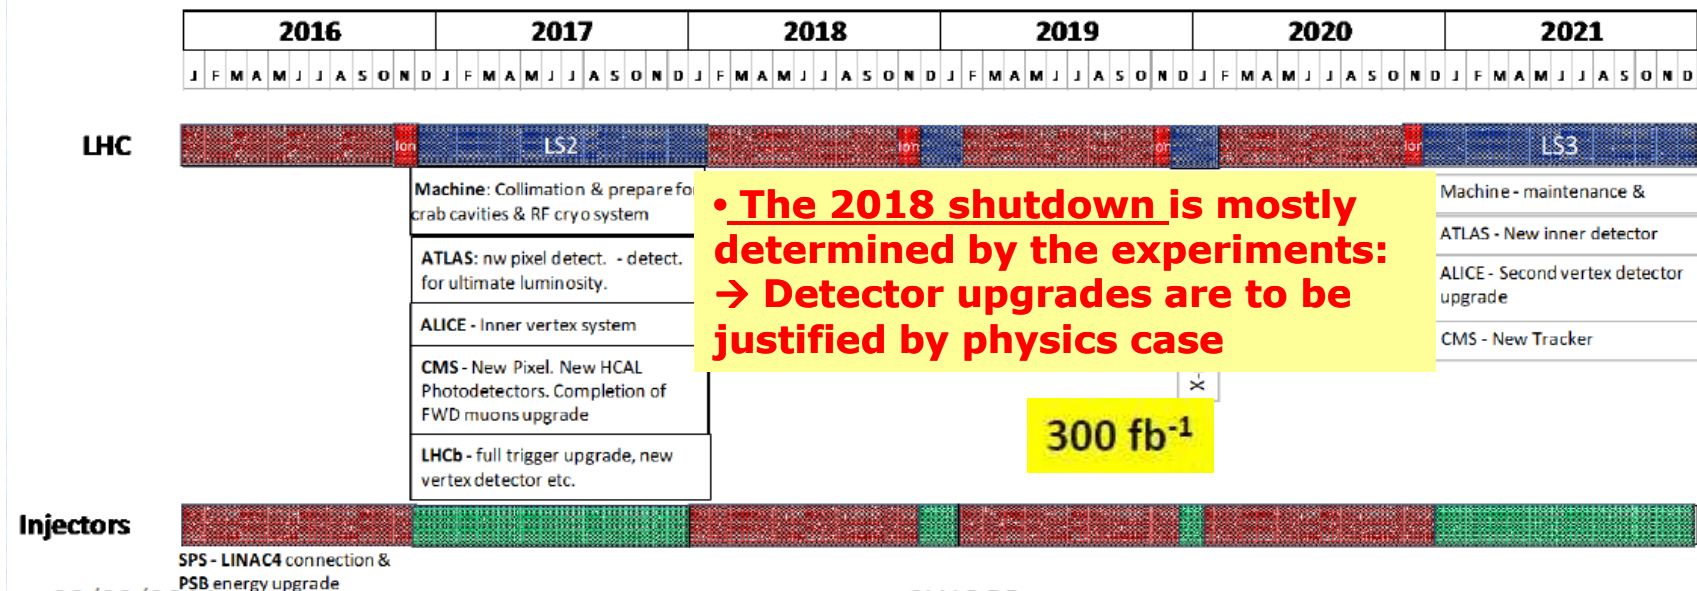 2016 2017 2018 2019 2020 2021
J F M A M J J A S O N D J F M A M J J A S O N D J F M A M J J A S O N D J F M A M J J A S O N D J F M A M J J A S O N D J F M A M J J A S O N D
LHC
Ion LS2 Ion Ion Ion LS3
Machine: Collimation & prepare for
crab cavities & RF cryo system
ATLAS: nw pixel detect. - detect.
for ultimate luminosity.
ALICE - Inner vertex system
CMS - New Pixel. New HCAL
Photodetectors. Completion of
FWD muons upgrade
LHCb - full trigger upgrade, new
vertex detector etc.
• The 2018 shutdown is mostly
determined by the experiments:
→ Detector upgrades are to be
justified by physics case
X-
300 fb-1
Machine - maintenance &
ATLAS - New inner detector
ALICE - Second vertex detector
upgrade
CMS - New Tracker
Injectors
SPS - LINAC4 connection &
PSB energy upgrade